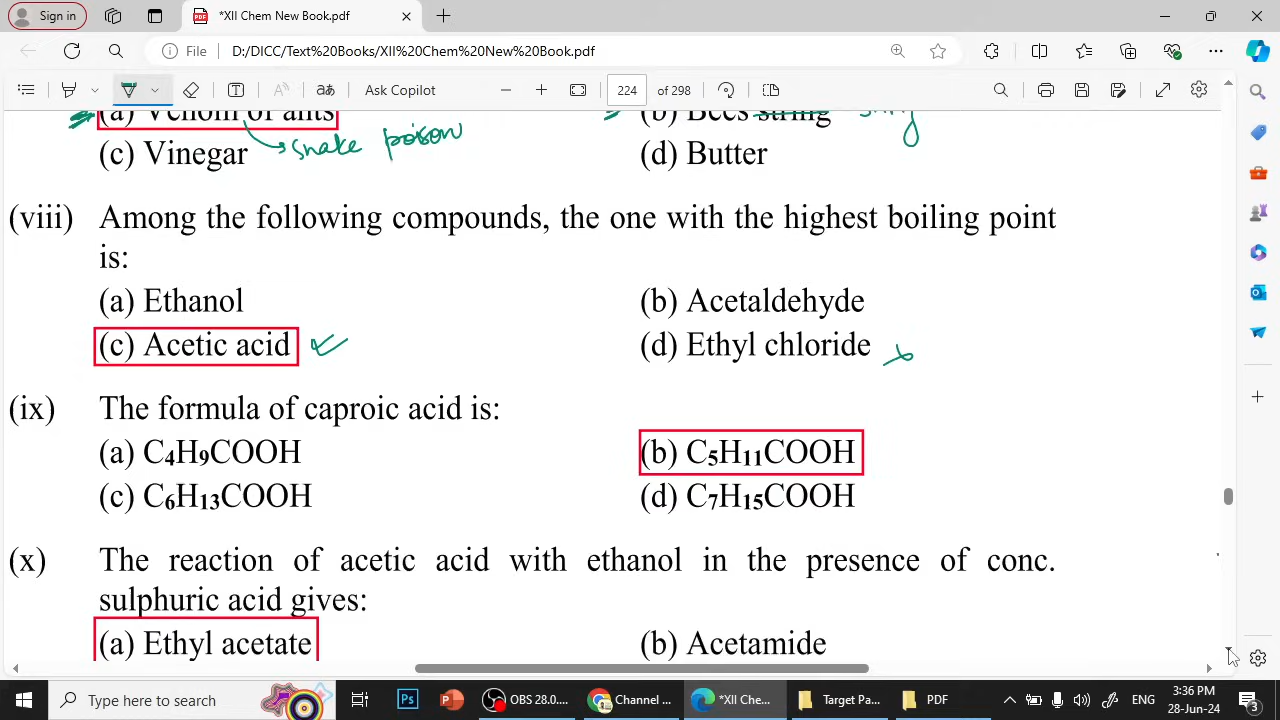 Sign in
*XII Chem New Book.pdf
File
D:/DICC/Text%20Books/XII%20Chem%20New%20Book.pdf
Ask Copilot
224 of 298
(a) Venom of ants
(b) Bees string sting
snake poison
(c) Vinegar
(d) Butter
(viii) Among the following compounds, the one with the highest boiling point
is:
(a) Ethanol
(b) Acetaldehyde
(c) Acetic acid
(d) Ethyl chloride
(ix) The formula of caproic acid is:
(a) C₄H₉COOH
(b) C₅H₁₁COOH
(c) C₆H₁₃COOH
(d) C₇H₁₅COOH
(x) The reaction of acetic acid with ethanol in the presence of conc.
sulphuric acid gives:
(a) Ethyl acetate
(b) Acetamide
Type here to search
Ps
OBS 28.0....
Channel ...
*XII Che...
Target Pa...
PDF
ENG
3:36 PM
28-Jun-24
3